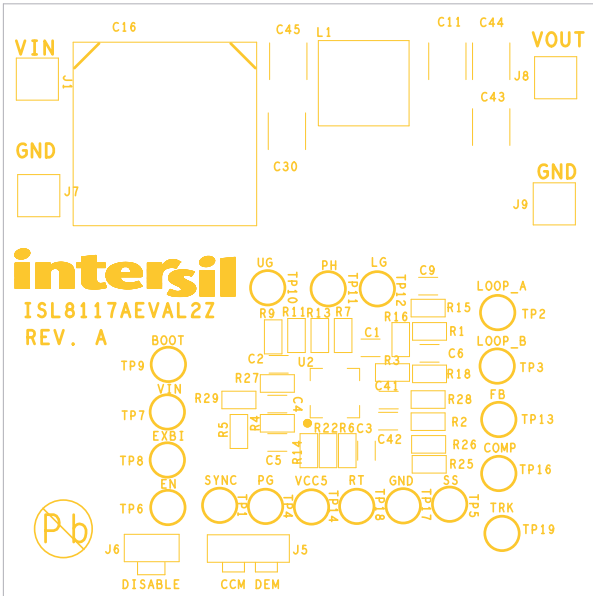 C16
C45
L1
C11
C44
VIN
VOUT
J1
J8
C43
GND
C30
GND
J7
J9
intersil
ISL8117AEVAL2Z
REV. A
UG
PH
LG
TP10
TP11
TP12
C9
LOOP_A
R9
R11
R13
R7
C1
R16
R15
TP2
R1
BOOT
LOOP_B
TP9
C2
U2
R3
C6
TP3
VIN
R27
R18
FB
R29
C4
C41
R28
TP7
R5
R4
R2
TP13
EXBI
R22
R6
C3
C42
COMP
TP8
C5
R14
R26
R25
TP16
EN
SYNC
PG
VCC5
RT
GND
SS
TP6
TP1
TP4
TP14
TP18
TP17
TP5
TRK
TP19
Pb
J6
J5
DISABLE
CCM DEM